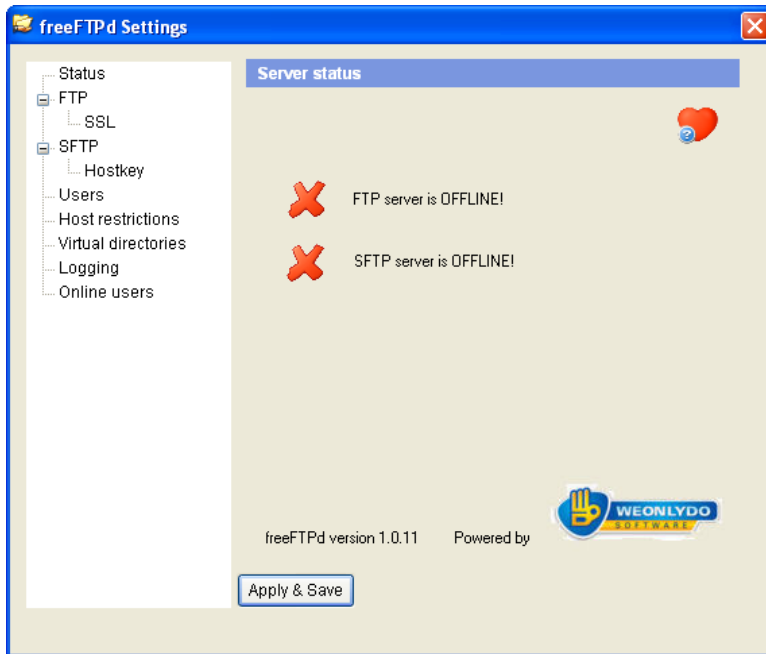 freeFTPd Settings
Status
FTP
SSL
SFTP
Hostkey
Users
Host restrictions
Virtual directories
Logging
Online users
Server status
?
FTP server is OFFLINE!
SFTP server is OFFLINE!
WEONLYDO
SOFTWARE
freeFTPd version 1.0.11 Powered by
Apply & Save